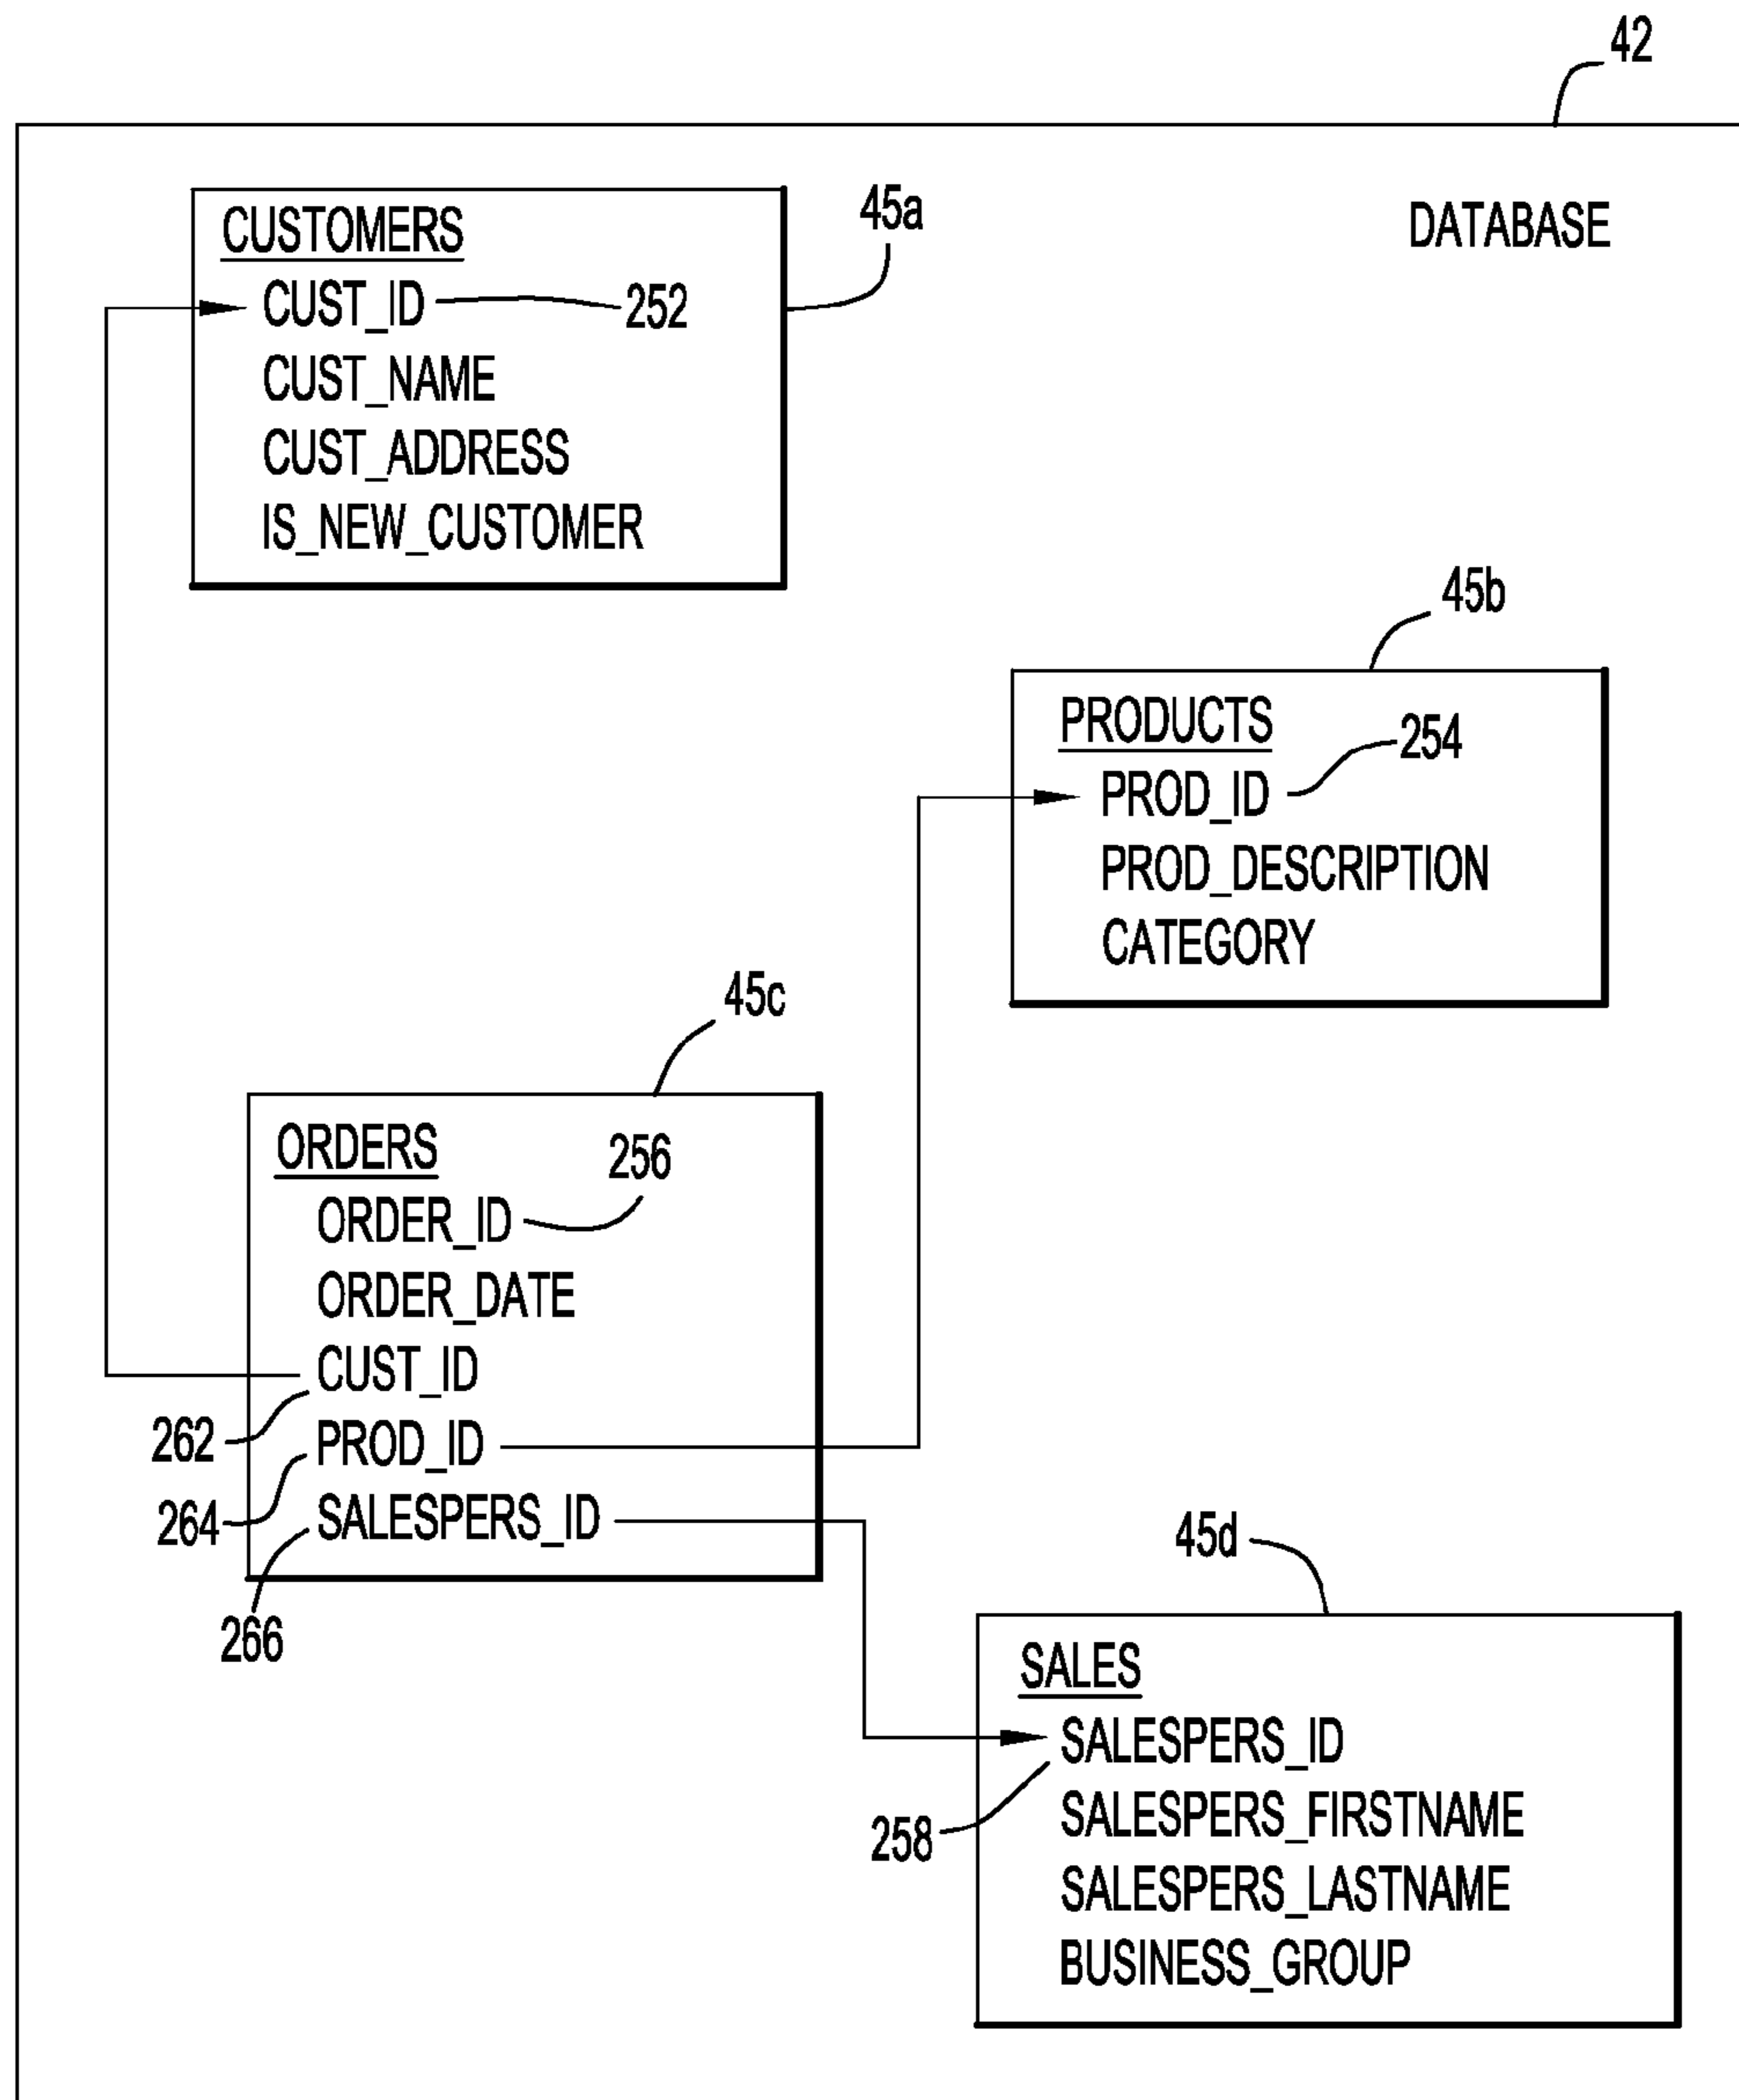 42
DATABASE
45a
CUSTOMERS
CUST_ID 252
CUST_NAME
CUST_ADDRESS
IS_NEW_CUSTOMER
45b
PRODUCTS
254
PROD_ID
PROD_DESCRIPTION
CATEGORY
45c
ORDERS
256
ORDER_ID
ORDER_DATE
CUST_ID
262
PROD_ID
264
SALESPERS_ID
266
45d
SALES
SALESPERS_ID
258
SALESPERS_FIRSTNAME
SALESPERS_LASTNAME
BUSINESS_GROUP